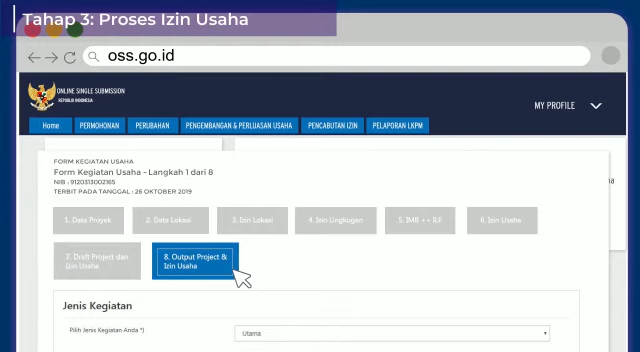 Tahap 3: Proses Izin Usaha
oss.go.id
ONLINE SINGLE SUBMISSION
REPUBLIK INDONESIA
MY PROFILE
Home PERMOHONAN PERUBAHAN PENGEMBANGAN & PERLUASAN USAHA PENCABUTAN IZIN PELAPORAN LKPM
FORM KEGIATAN USAHA
Form Kegiatan Usaha - Langkah 1 dari 8
NIB : 9120313002165
TERBIT PADA TANGGAL : 26 OKTOBER 2019
1. Data Proyek 2. Data Lokasi 3. Izin Lokasi 4. Izin Lingkogan 5. IMB ++ ILF 6. Izin Usaha
7. Draft Project dan
Izin Usaha
8. Output Project &
Izin Usaha
Jenis Kegiatan
Pilih Jenis Kegiatan Anda *)
Utama